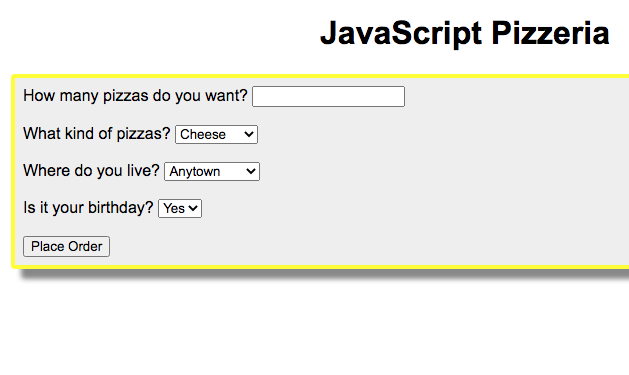 JavaScript Pizzeria
How many pizzas do you want?
What kind of pizzas? Cheese
Where do you live? Anytown
Is it your birthday? Yes
Place Order